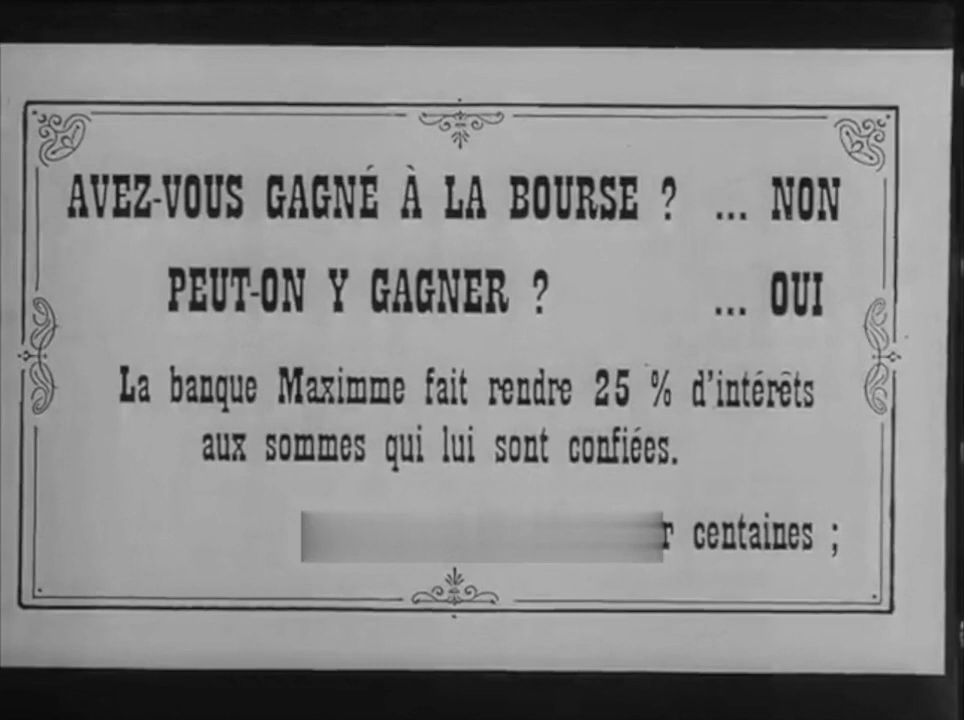 AVEZ-VOUS GAGNÉ À LA BOURSE ? ... NON
PEUT-ON Y GAGNER ? ... OUI
La banque Maximme fait rendre 25 % d'intérêts
aux sommes qui lui sont confiées.
centaines ;